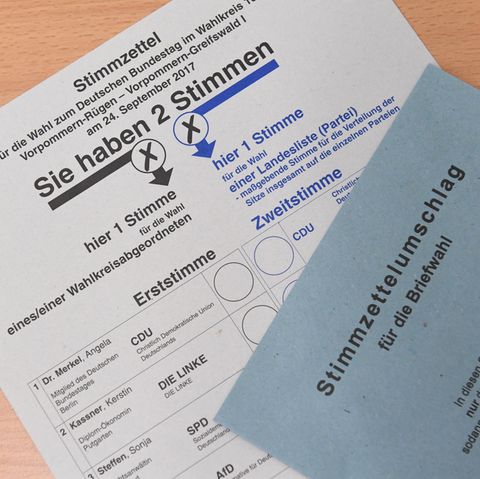 Stimmzettel
für die Wahl zum Deutschen Bundestag im Wahlkreis
Vorpommern-Rügen – Vorpommern-Greifswald I
am 24. September 2017
Sie haben 2 Stimmen
X
X
hier 1 Stimme
für die Wahl
eines/einer Wahlkreisabgeordneten
hier 1 Stimme
für die Wahl
einer Landesliste (Partei)
- maßgebende Stimme für die Verteilung der
Sitze insgesamt auf die einzelnen Parteien
Erststimme
Zweitstimme
1 Dr. Merkel, Angela
Mitglied des Deutschen
Bundestages
Berlin
CDU
Christlich Demokratische Union
Deutschlands
CDU
2 Kassner, Kerstin
Diplom-Ökonomin
Putgarten
DIE LINKE
DIE LINKE
3 Steffen, Sonja
SPD
AfD
Stimmzettelumschlag
für die Briefwahl
In diesen